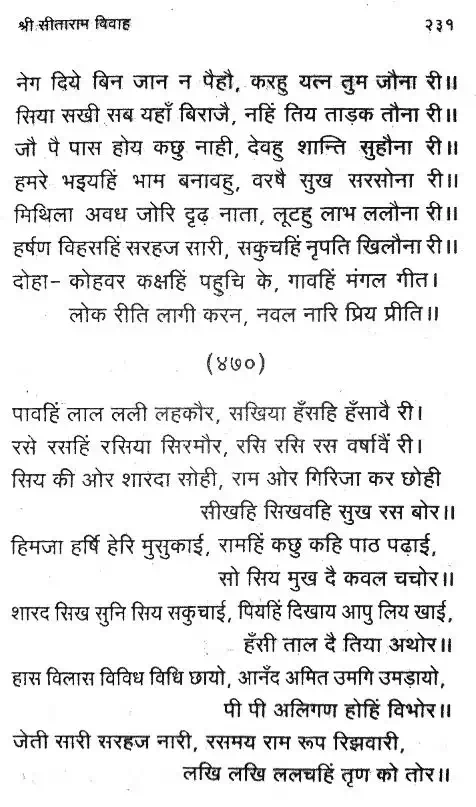 श्री सीताराम विवाह २३१
नेग दिये बिन जान न पैहौ, करहु यत्न तुम जौना री॥
सिया सखी सब यहाँ बिराजै, नहिं तिय ताड़क तौना री॥
जौ पै पास होय कछु नाही, देवहु शान्ति सुहौना री॥
हमरे भइयहिं भाम बनावहु, वरषै सुख सरसोना री॥
मिथिला अवध जोरि दृढ़ नाता, लूटहु लाभ ललौना री॥
हर्षण विहसहिं सरहज सारी, सकुचहिं नृपति खिलौना री॥
दोहा- कोहवर कक्षहिं पहुचि के, गावहिं मंगल गीत।
लोक रीति लागी करन, नवल नारि प्रिय प्रीति॥
(४७०)
पावहिं लाल लली लहकौर, सखिया हँसहि हँसावै री।
रसे रसहिं रसिया सिरमौर, रसि रसि रस वर्षावैं री।
सिय की ओर शारदा सोही, राम ओर गिरिजा कर छोही
सीखहि सिखवहि सुख रस बोर॥
हिमजा हर्षि हेरि मुसुकाई, रामहिं कछु कहि पाठ पढ़ाई,
सो सिय मुख दै कवल चचोर॥
शारद सिख सुनि सिय सकुचाई, पियहिं दिखाय आपु लिय खाई,
हँसी ताल दै तिया अथोर॥
हास विलास विविध विधि छायो, आनँद अमित उमगि उमड़ायो,
पी पी अलिगण होहिं विभोर॥
जेती सारी सरहज नारी, रसमय राम रूप रिझवारी,
लखि लखि ललचहिं तृण को तोर॥